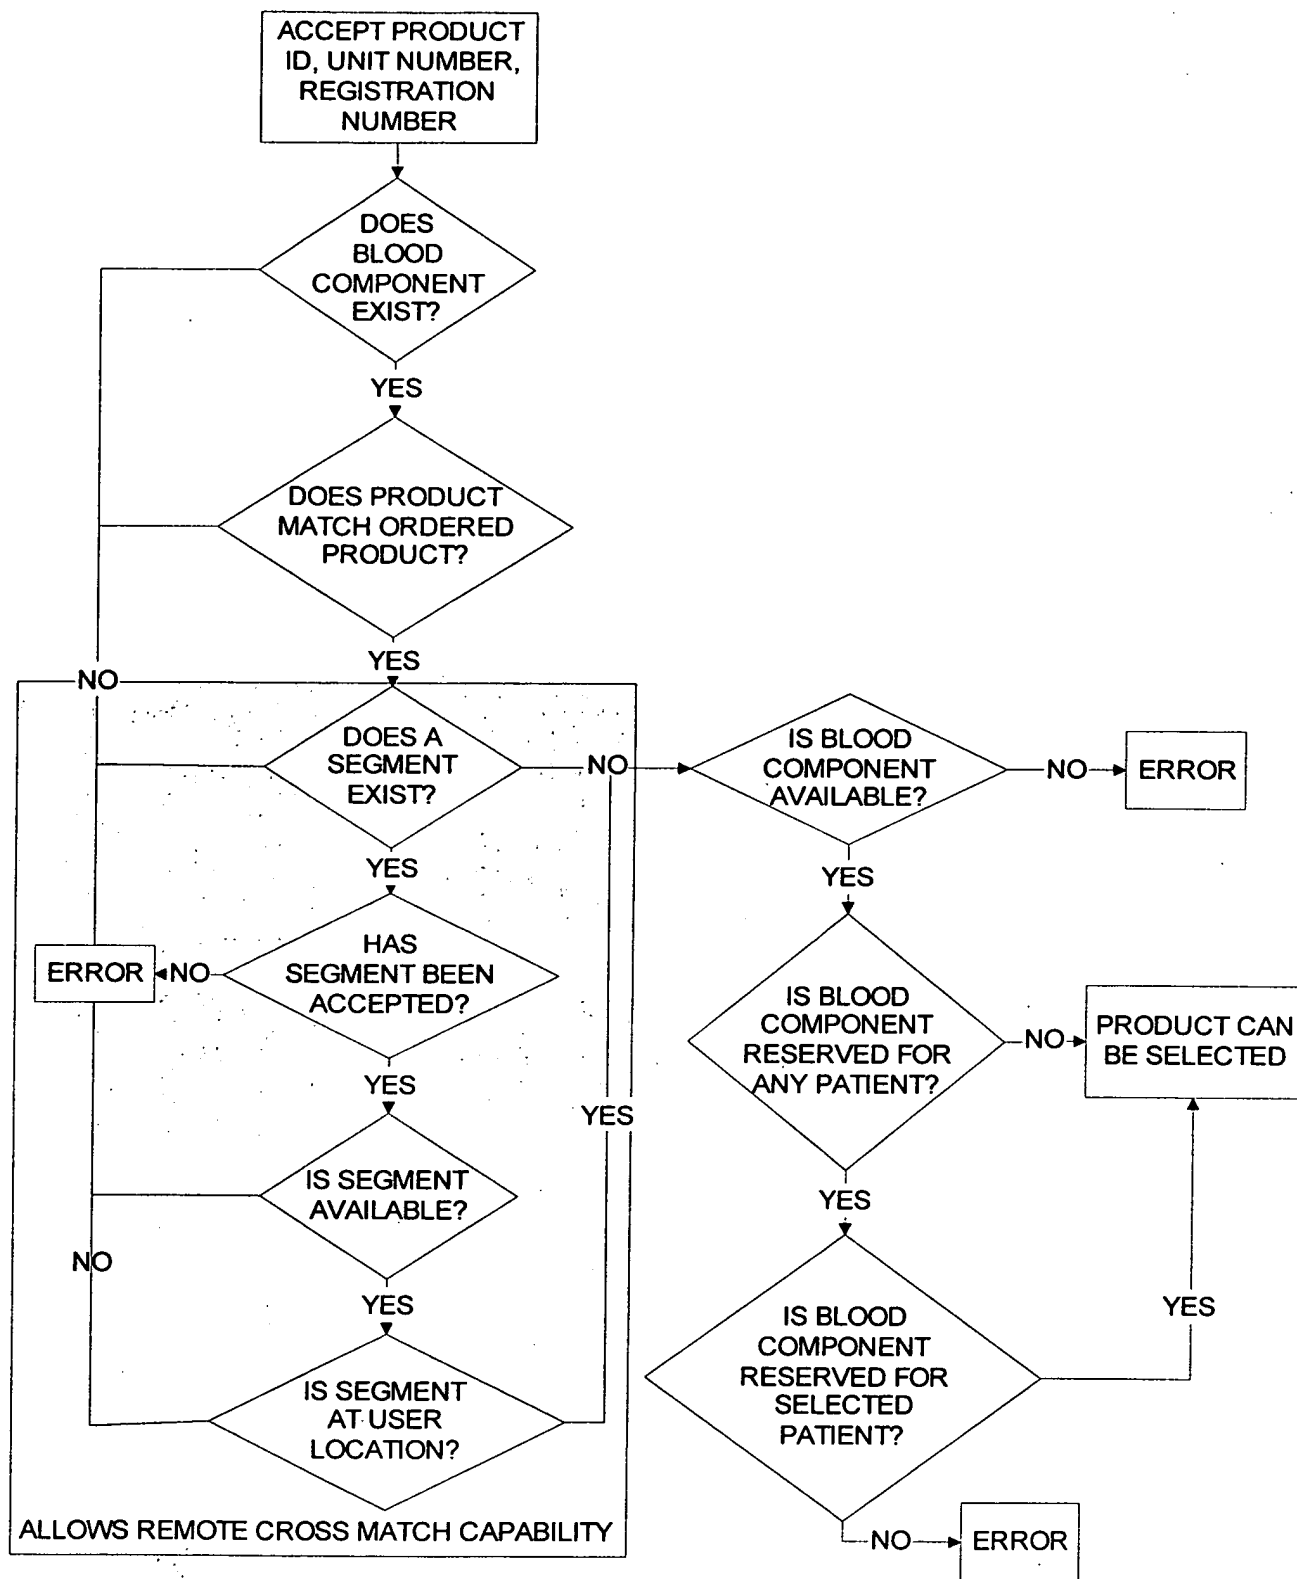 ACCEPT PRODUCT
ID, UNIT NUMBER,
REGISTRATION
NUMBER
DOES
BLOOD
COMPONENT
EXIST?
YES
DOES PRODUCT
MATCH ORDERED
PRODUCT?
YES
NO
DOES A
SEGMENT
EXIST?
NO
IS BLOOD
COMPONENT
AVAILABLE?
NO
ERROR
YES
YES
HAS
SEGMENT BEEN
ACCEPTED?
NO
ERROR
IS BLOOD
COMPONENT
RESERVED FOR
ANY PATIENT?
NO
PRODUCT CAN
BE SELECTED
YES
YES
IS SEGMENT
AVAILABLE?
YES
NO
YES
IS BLOOD
COMPONENT
RESERVED FOR
SELECTED
PATIENT?
YES
IS SEGMENT
AT USER
LOCATION?
ALLOWS REMOTE CROSS MATCH CAPABILITY
NO
ERROR